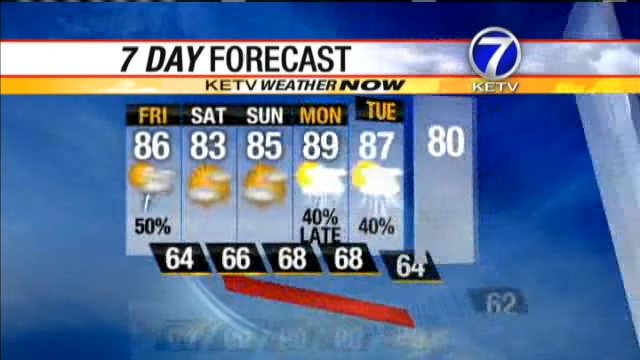 7 DAY FORECAST
7
KETV WEATHER NOW
KETV
FRI SAT SUN MON TUE
86 83 85 89 87 80
50% 40% 40%
LATE
64 66 68 68 64
62